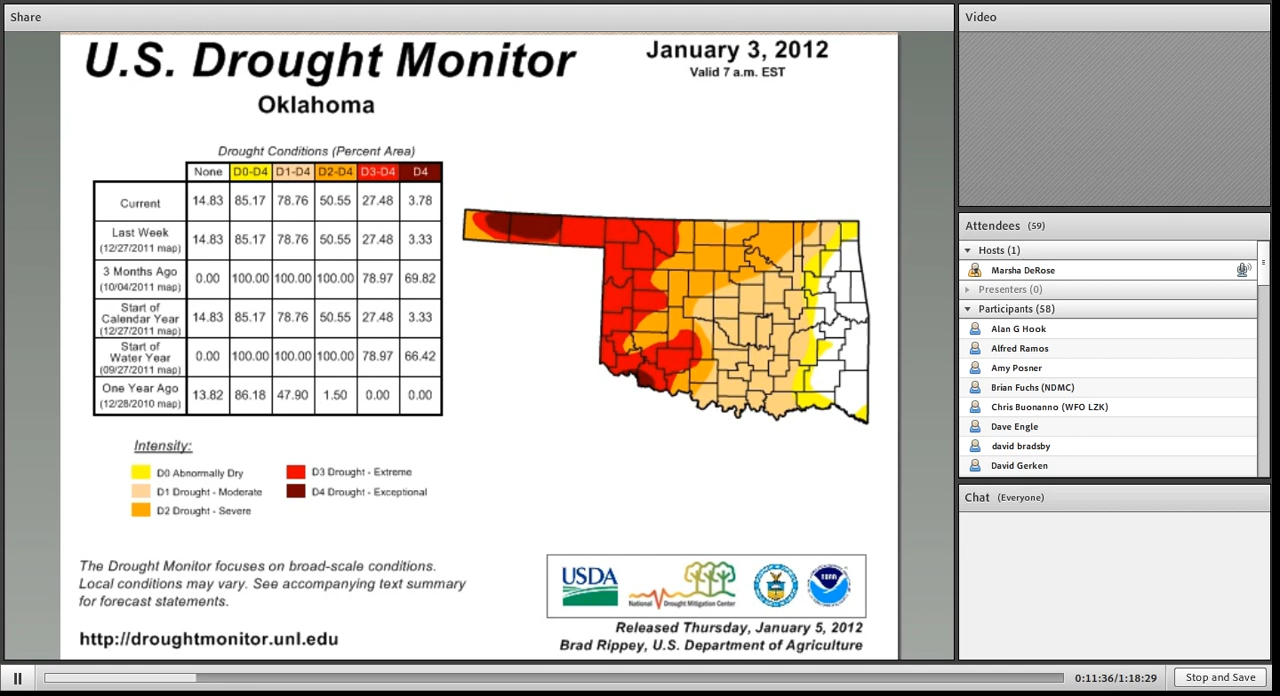 Share
U.S. Drought Monitor
January 3, 2012
Valid 7 a.m. EST
Oklahoma
Drought Conditions (Percent Area)
None D0-D4 D1-D4 D2-D4 D3-D4 D4
Current 14.83 85.17 78.76 50.55 27.48 3.78
Last Week
(12/27/2011 map) 14.83 85.17 78.76 50.55 27.48 3.33
3 Months Ago
(10/04/2011 map) 0.00 100.00 100.00 100.00 78.97 69.82
Start of
Calendar Year
(12/27/2011 map) 14.83 85.17 78.76 50.55 27.48 3.33
Start of
Water Year
(09/27/2011 map) 0.00 100.00 100.00 100.00 78.97 66.42
One Year Ago
(12/28/2010 map) 13.82 86.18 47.90 1.50 0.00 0.00
Intensity:
D0 Abnormally Dry
D1 Drought - Moderate
D2 Drought - Severe
D3 Drought - Extreme
D4 Drought - Exceptional
The Drought Monitor focuses on broad-scale conditions.
Local conditions may vary. See accompanying text summary
for forecast statements.
http://droughtmonitor.unl.edu
USDA
National Drought Mitigation Center
Released Thursday, January 5, 2012
Brad Rippey, U.S. Department of Agriculture
Video
Attendees (59)
Hosts (1)
Marsha DeRose
Presenters (0)
Participants (58)
Alan G Hook
Alfred Ramos
Amy Posner
Brian Fuchs (NDMC)
Chris Buonanno (WFO LZK)
Dave Engle
david bradsby
David Gerken
Chat (Everyone)
0:11:36/1:18:29
Stop and Save